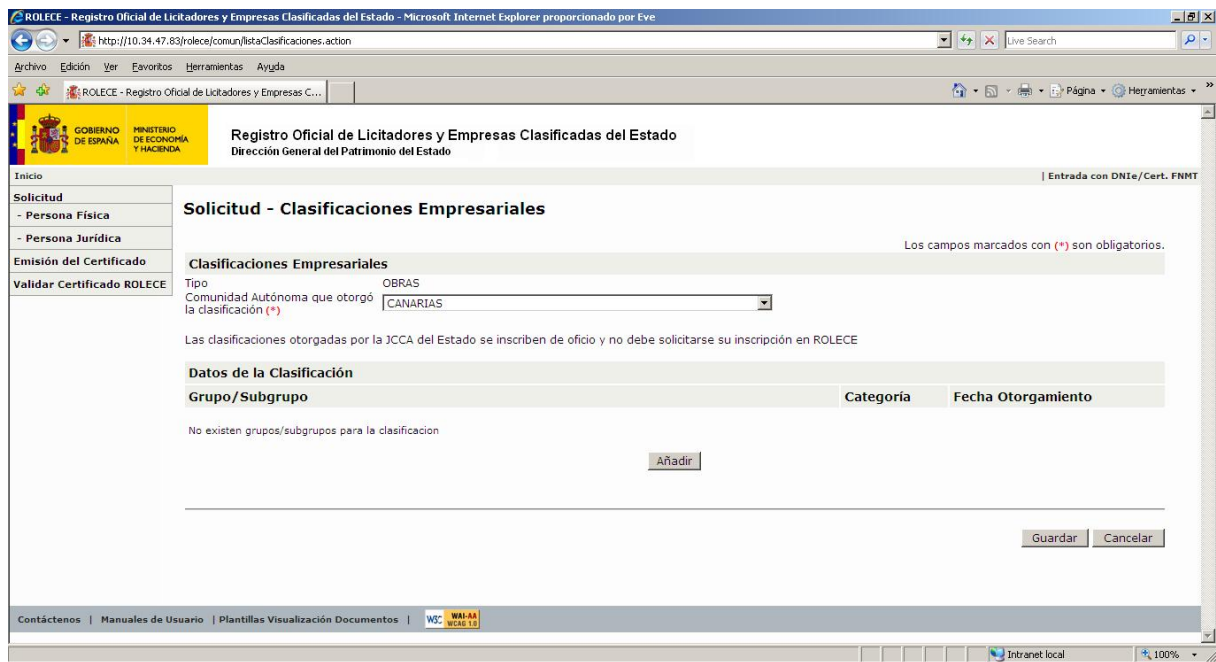 ROLECE - Registro Oficial de Licitadores y Empresas Clasificadas del Estado - Microsoft Internet Explorer proporcionado por Eve
http://10.34.47.83/rolece/comun/listaClasificaciones.action
Live Search
Archivo Edición Ver Favoritos Herramientas Ayuda
ROLECE - Registro Oficial de Licitadores y Empresas C...
Página Herramientas »
GOBIERNO DE ESPAÑA
MINISTERIO DE ECONOMÍA Y HACIENDA
Registro Oficial de Licitadores y Empresas Clasificadas del Estado
Dirección General del Patrimonio del Estado
Inicio | Entrada con DNIe/Cert. FNMT
Solicitud
- Persona Física
- Persona Jurídica
Emisión del Certificado
Validar Certificado ROLECE
Solicitud - Clasificaciones Empresariales
Los campos marcados con (*) son obligatorios.
Clasificaciones Empresariales
Tipo OBRAS
Comunidad Autónoma que otorgó la clasificación (*) CANARIAS
Las clasificaciones otorgadas por la JCCA del Estado se inscriben de oficio y no debe solicitarse su inscripción en ROLECE
Datos de la Clasificación
Grupo/Subgrupo Categoría Fecha Otorgamiento
No existen grupos/subgrupos para la clasificacion
Añadir
Guardar Cancelar
Contáctenos | Manuales de Usuario | Plantillas Visualización Documentos | W3C WAI-AA WCAG 1.0
Intranet local 100%